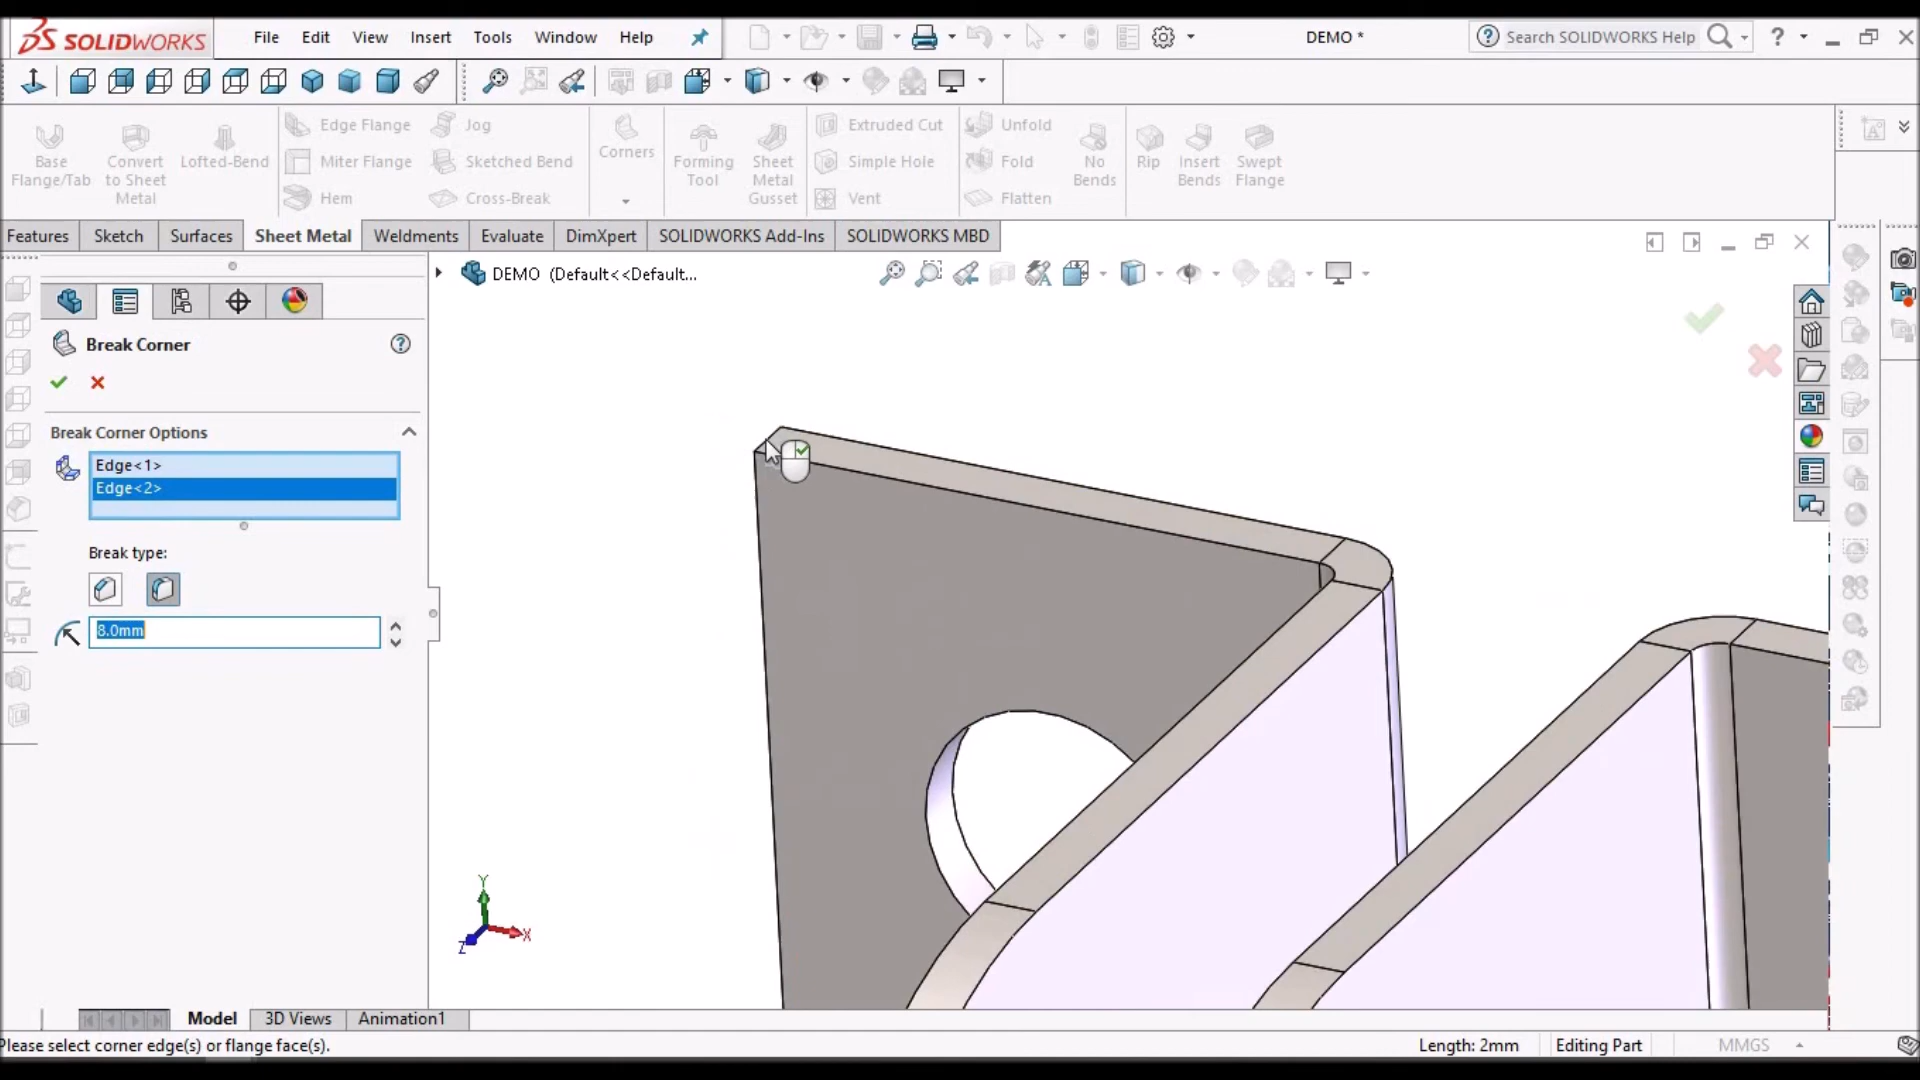 SOLIDWORKS File Edit View Insert Tools Window Help DEMO * Search SOLIDWORKS Help ?
Base Flange/Tab
Convert to Sheet Metal
Lofted-Bend
Edge Flange
Miter Flange
Hem
Jog
Sketched Bend
Cross-Break
Corners
Forming Tool
Sheet Metal Gusset
Extruded Cut
Simple Hole
Vent
Unfold
Fold
Flatten
No Bends
Rip
Insert Bends
Swept Flange
Features Sketch Surfaces Sheet Metal Weldments Evaluate DimXpert SOLIDWORKS Add-Ins SOLIDWORKS MBD
DEMO (Default<<Default...
Break Corner
Break Corner Options
Edge<1>
Edge<2>
Break type:
8.0mm
Y
X
Z
Model 3D Views Animation1
Please select corner edge(s) or flange face(s). Length: 2mm Editing Part MMGS